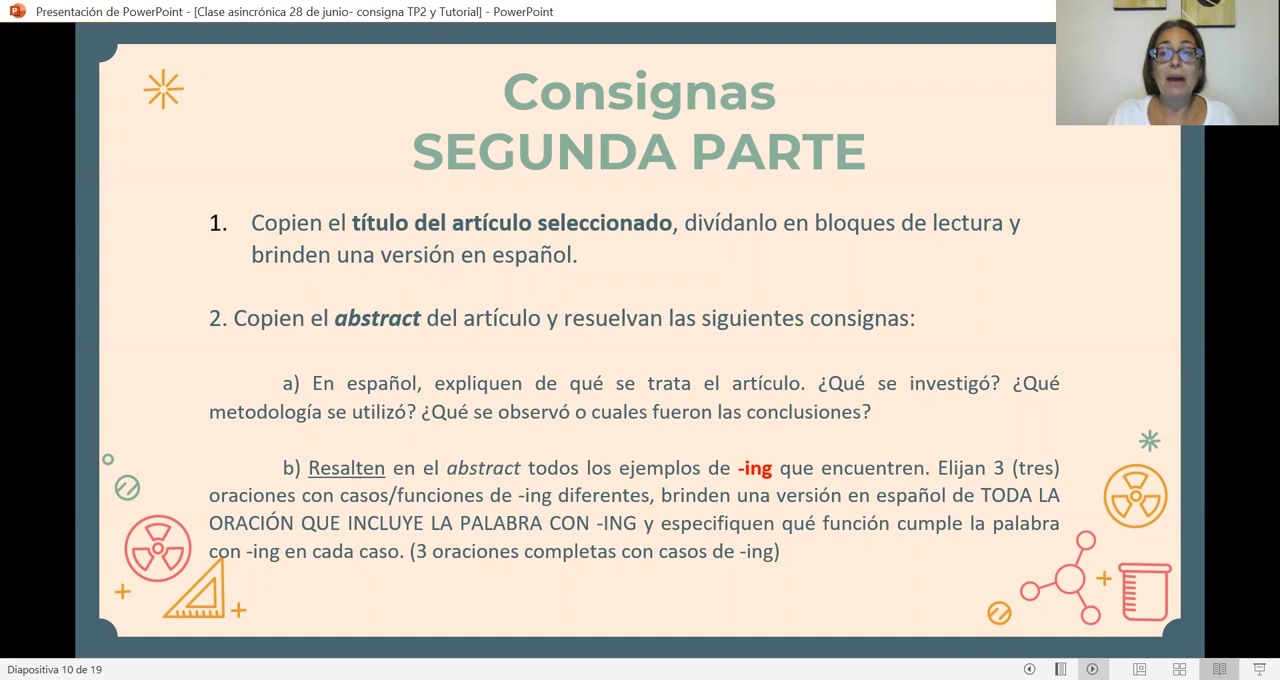 Presentación de PowerPoint - [Clase asincrónica 28 de junio- consigna TP2 y Tutorial] - PowerPoint
Consignas
SEGUNDA PARTE
1. Copien el título del artículo seleccionado, divídanlo en bloques de lectura y
brinden una versión en español.
2. Copien el abstract del artículo y resuelvan las siguientes consignas:
a) En español, expliquen de qué se trata el artículo. ¿Qué se investigó? ¿Qué
metodología se utilizó? ¿Qué se observó o cuales fueron las conclusiones?
b) Resalten en el abstract todos los ejemplos de -ing que encuentren. Elijan 3 (tres)
oraciones con casos/funciones de -ing diferentes, brinden una versión en español de TODA LA
ORACIÓN QUE INCLUYE LA PALABRA CON -ING y especifiquen qué función cumple la palabra
con -ing en cada caso. (3 oraciones completas con casos de -ing)
Diapositiva 10 de 19